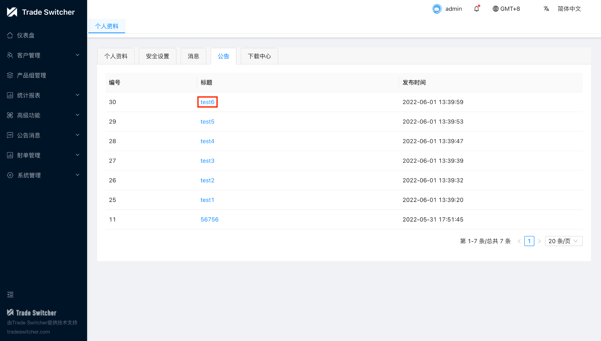 Trade Switcher
admin
GMT+8
简体中文
个人资料
仪表盘
客户管理
产品组管理
统计报表
高级功能
公告消息
射单管理
系统管理
个人资料 安全设置 消息 公告 下载中心
编号 标题 发布时间
30 test6 2022-06-01 13:39:59
29 test5 2022-06-01 13:39:53
28 test4 2022-06-01 13:39:47
27 test3 2022-06-01 13:39:39
26 test2 2022-06-01 13:39:32
25 test1 2022-06-01 13:39:20
11 56756 2022-05-31 17:51:45
第 1-7 条/总共 7 条 1 20 条/页
Trade Switcher
由Trade Switcher提供技术支持
tradeswitcher.com